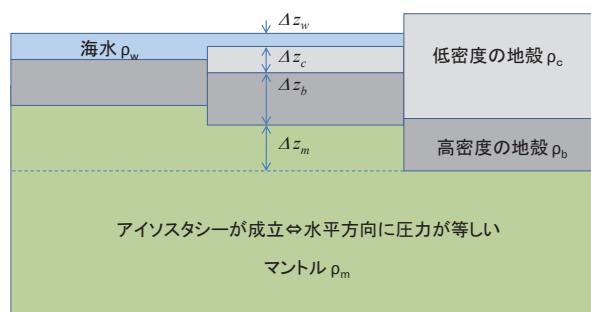 Δz_w
海水 ρ_w
Δz_c
低密度の地殻 ρ_c
Δz_b
Δz_m
高密度の地殻 ρ_b
アイソスタシーが成立⇔水平方向に圧力が等しい
マントル ρ_m